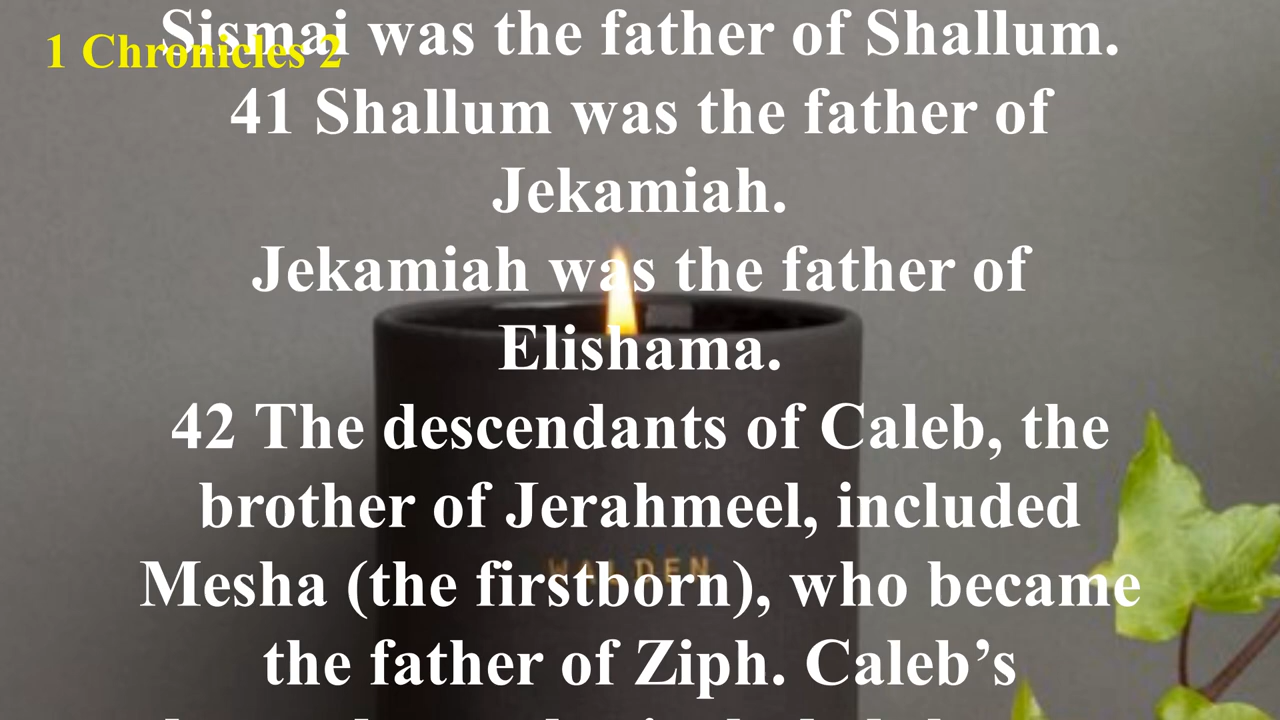 1 Chronicles 2
Sismai was the father of Shallum.
41 Shallum was the father of
Jekamiah.
Jekamiah was the father of
Elishama.
42 The descendants of Caleb, the
brother of Jerahmeel, included
WALDEN
Mesha (the firstborn), who became
the father of Ziph. Caleb’s